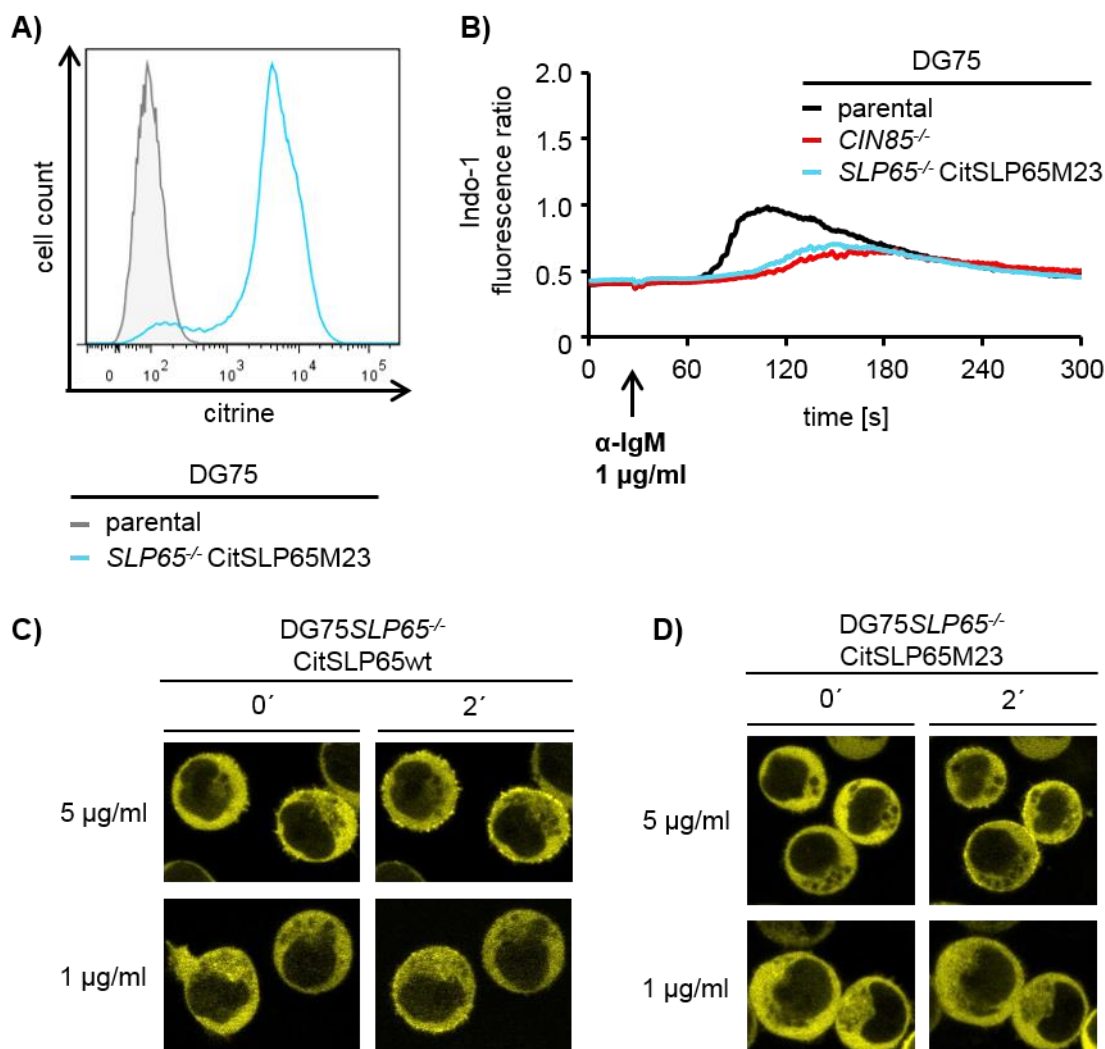 A)
cell count
0 10² 10³ 10⁴ 10⁵
citrine
DG75
parental
SLP65-/- CitSLP65M23
B)
DG75
parental
CIN85-/-
SLP65-/- CitSLP65M23
Indo-1
fluorescence ratio
2.0
1.5
1.0
0.5
0
0 60 120 180 240 300
time [s]
α-IgM
1 µg/ml
C)
DG75SLP65-/-
CitSLP65wt
0´ 2´
5 µg/ml
1 µg/ml
D)
DG75SLP65-/-
CitSLP65M23
0´ 2´
5 µg/ml
1 µg/ml